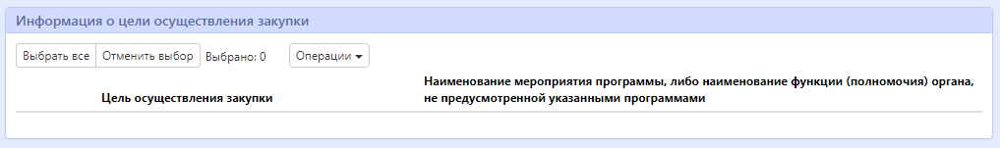 Информация о цели осуществления закупки
Выбрать все Отменить выбор Выбрано: 0 Операции
Наименование мероприятия программы, либо наименование функции (полномочия) органа,
Цель осуществления закупки
не предусмотренной указанными программами